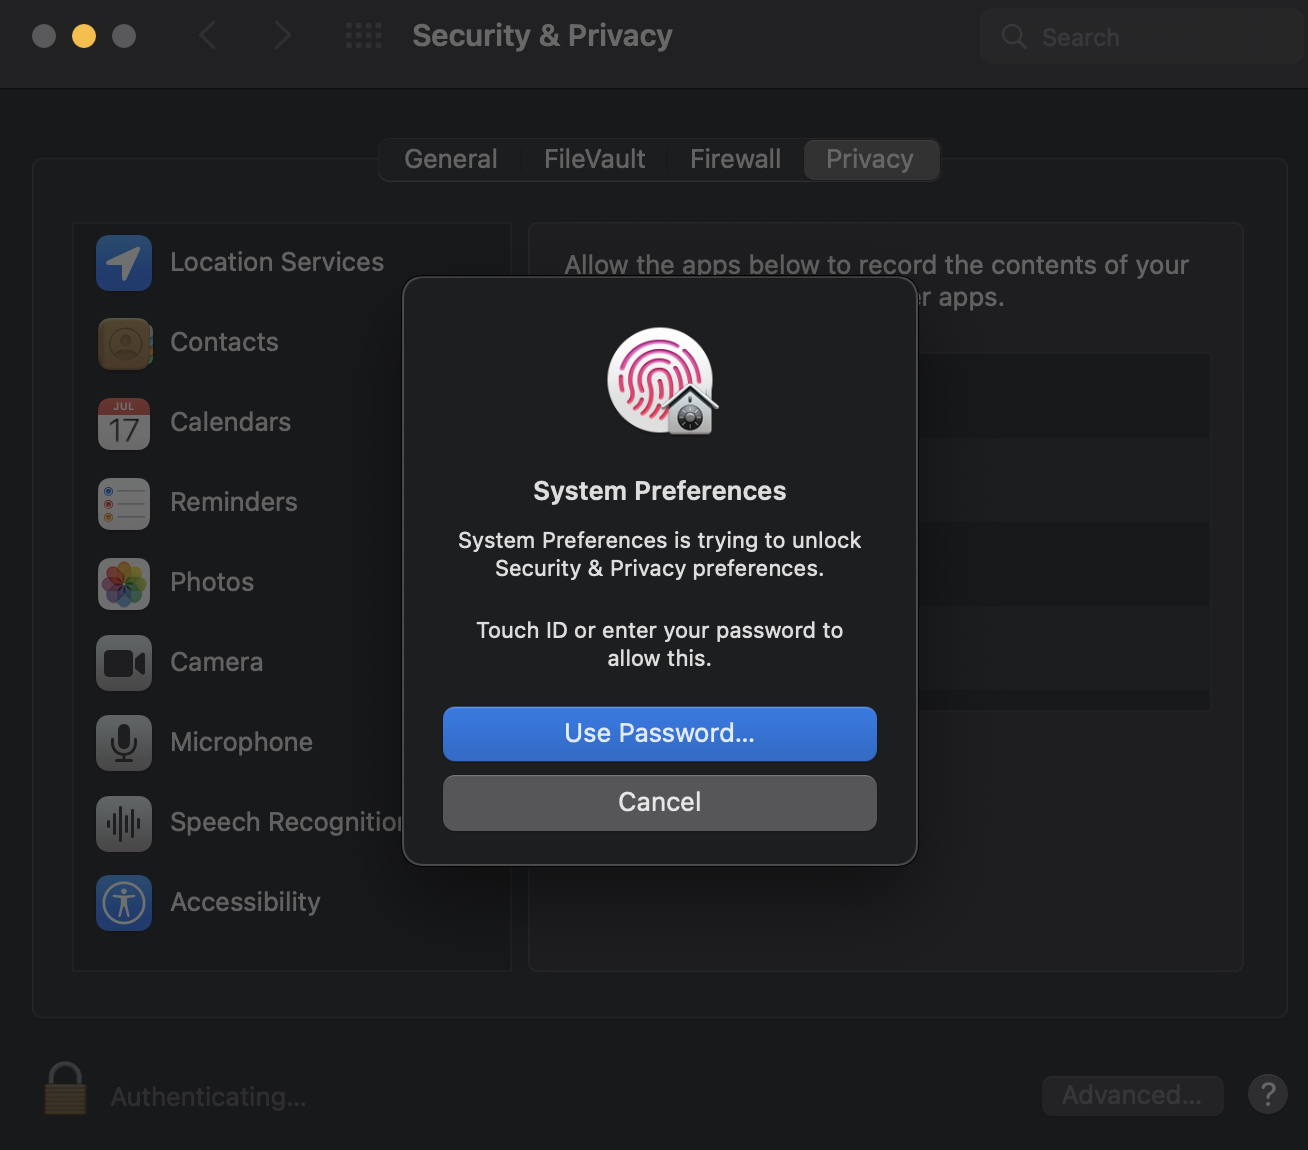 Security & Privacy
Search
General
FileVault
Firewall
Privacy
Location Services
Contacts
JUL
17
Calendars
Reminders
Photos
Camera
Microphone
Speech Recognition
Accessibility
Allow the apps below to record the contents of your
apps.
System Preferences
System Preferences is trying to unlock
Security & Privacy preferences.
Touch ID or enter your password to
allow this.
Use Password...
Cancel
Authenticating...
Advanced...
?